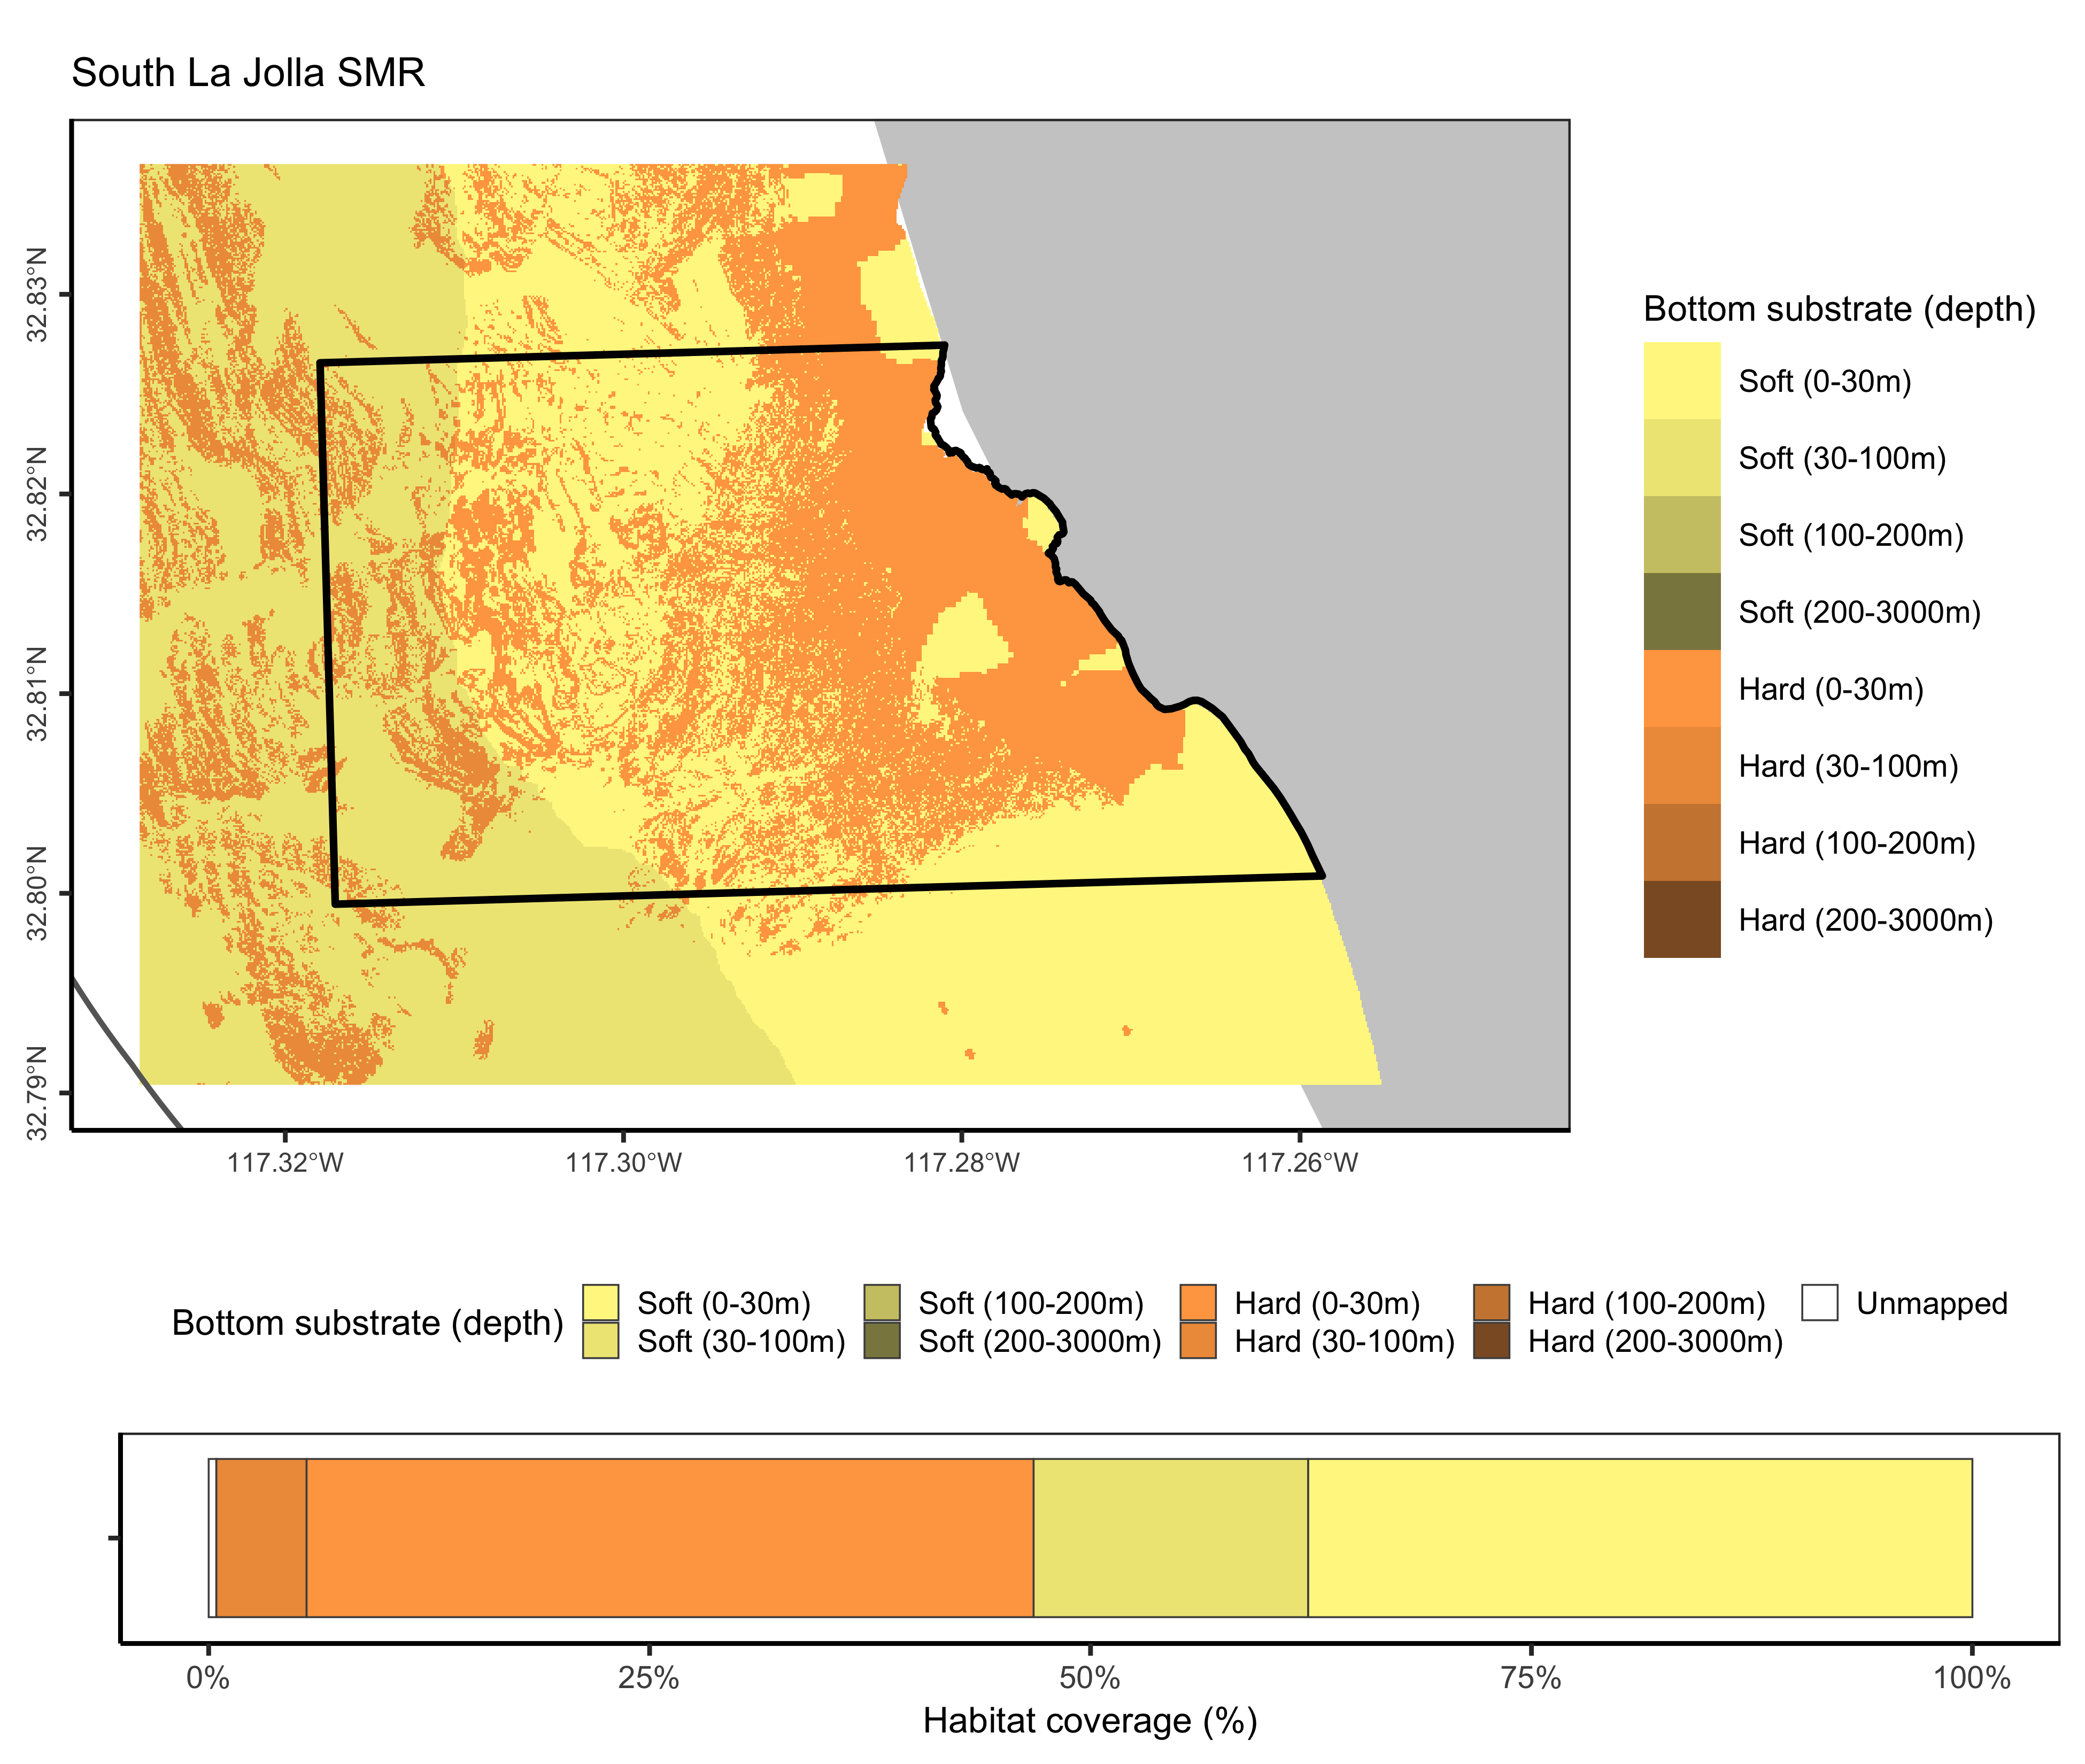 South La Jolla SMR
32.83°N
32.82°N
32.81°N
32.80°N
32.79°N
117.32°W
117.30°W
117.28°W
117.26°W
Bottom substrate (depth)
Soft (0-30m)
Soft (30-100m)
Soft (100-200m)
Soft (200-3000m)
Hard (0-30m)
Hard (30-100m)
Hard (100-200m)
Hard (200-3000m)
Bottom substrate (depth)
Soft (0-30m) Soft (100-200m) Hard (0-30m) Hard (100-200m) Unmapped
Soft (30-100m) Soft (200-3000m) Hard (30-100m) Hard (200-3000m)
0% 25% 50% 75% 100%
Habitat coverage (%)